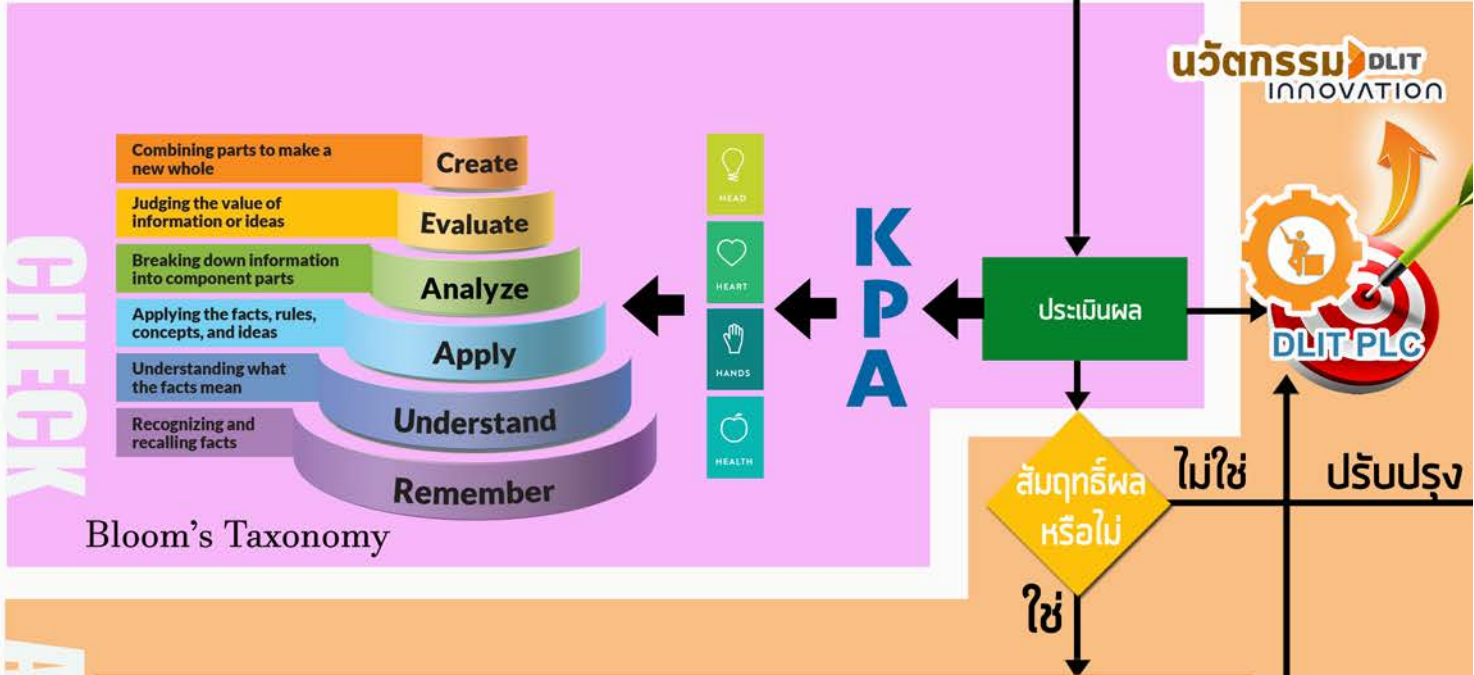 นวัตกรรม DLIT
INNOVATION
Combining parts to make a
new whole
Create
Judging the value of
information or ideas
Evaluate
Breaking down information
into component parts
Analyze
Applying the facts, rules,
concepts, and ideas
Apply
Understanding what
the facts mean
Understand
Recognizing and
recalling facts
Remember
Bloom's Taxonomy
CHECK
HEAD
HEART
HANDS
HEALTH
K
P
A
ประเมินผล
DLIT PLC
สัมฤทธิ์ผล
หรือไม่
ไม่ใช่
ปรับปรุง
ใช่